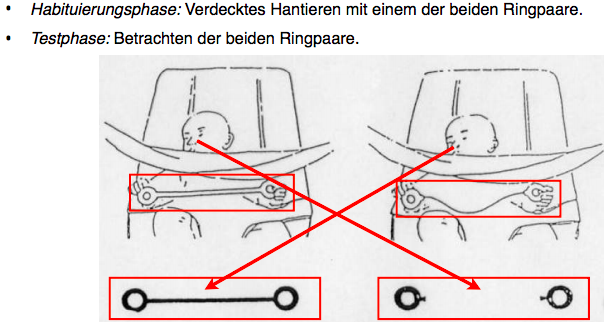 • Habituierungsphase: Verdecktes Hantieren mit einem der beiden Ringpaare.
• Testphase: Betrachten der beiden Ringpaare.